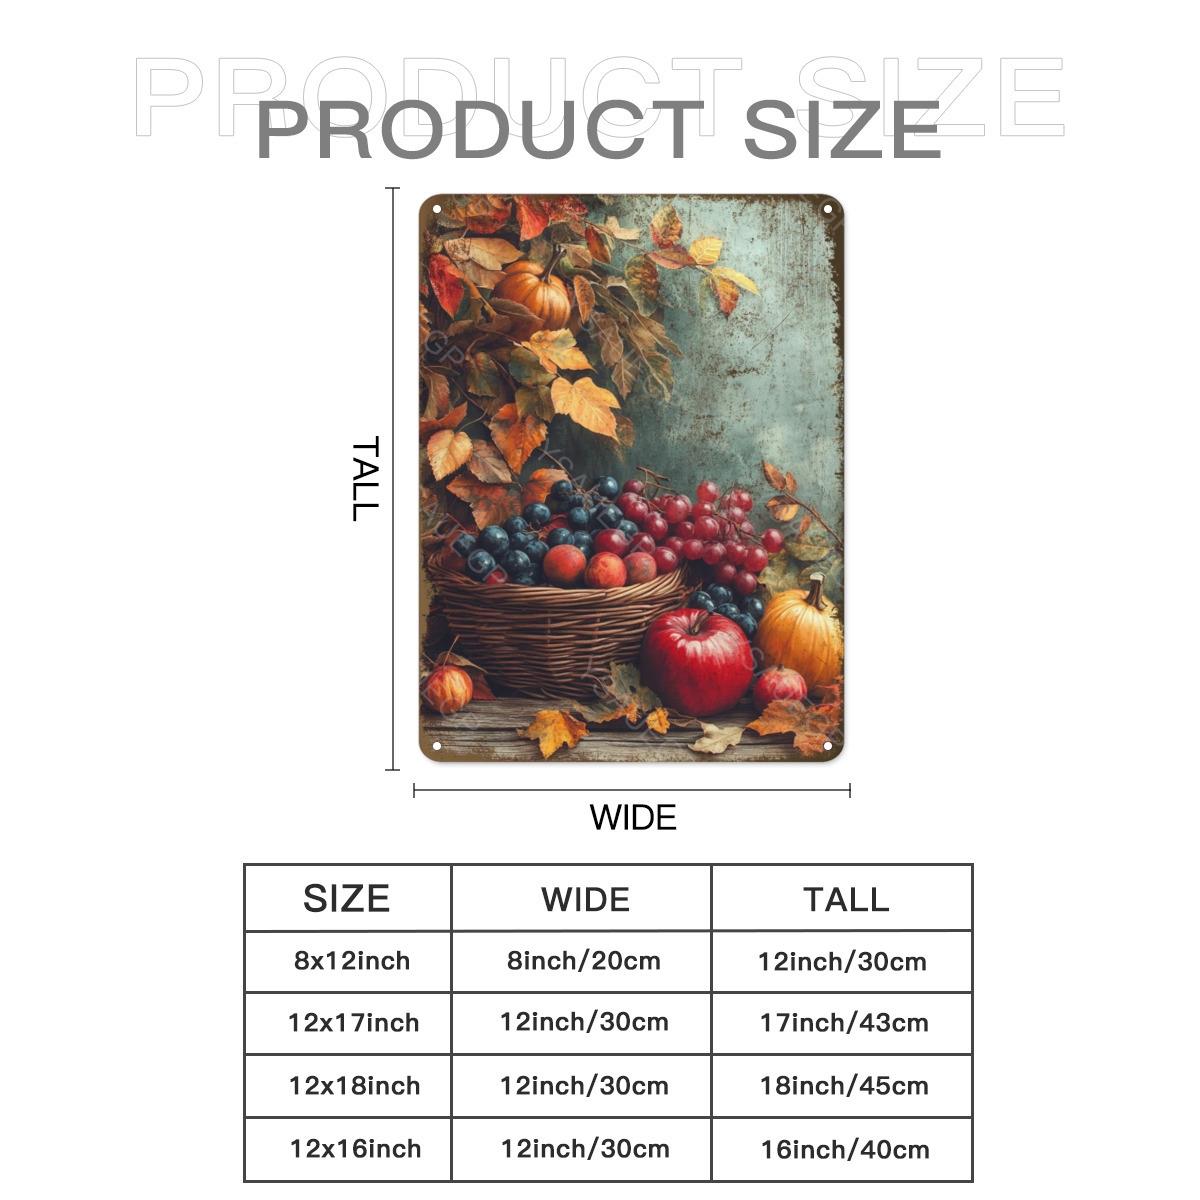 PRODUCT SIZE
PRODUCT SIZE
TALL
WIDE
SIZE WIDE TALL
8x12inch 8inch/20cm 12inch/30cm
12x17inch 12inch/30cm 17inch/43cm
12x18inch 12inch/30cm 18inch/45cm
12x16inch 12inch/30cm 16inch/40cm